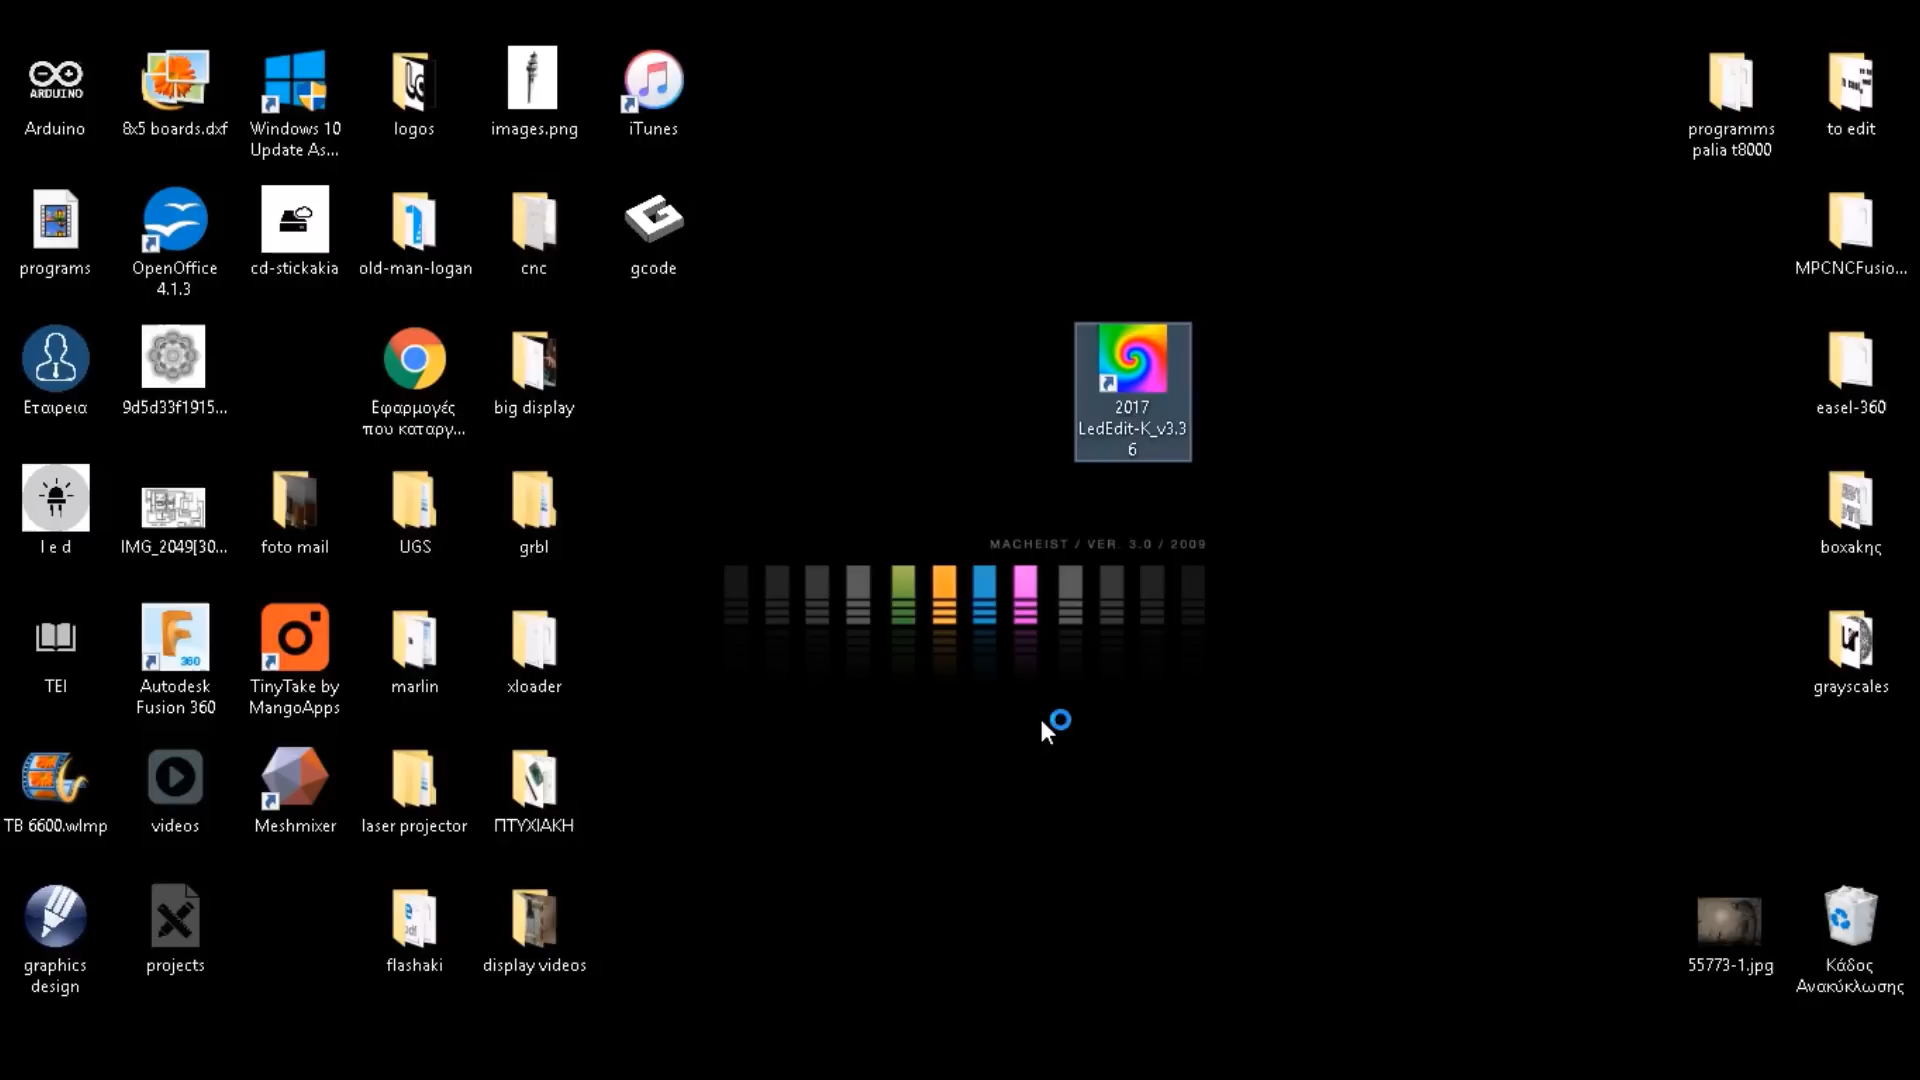 ARDUINO
Arduino
8x5 boards.dxf
Windows 10
Update As...
logos
images.png
iTunes
programms
palia t8000
to edit
programs
OpenOffice
4.1.3
cd-stickakia
old-man-logan
cnc
gcode
MPCNCFusio...
Εταιρεια
9d5d33f1915...
Εφαρμογές
που καταργ...
big display
2017
LedEdit-K_v3.3
6
easel-360
l e d
IMG_2049[30...
foto mail
UGS
grbl
MACHEIST / VER. 3.0 / 2009
boxakης
TEI
360
Autodesk
Fusion 360
TinyTake by
MangoApps
marlin
xloader
grayscales
TB 6600.wlmp
videos
Meshmixer
laser projector
ΠΤΥΧΙΑΚΗ
graphics
design
projects
pdf
flashaki
display videos
55773-1.jpg
Κάδος
Ανακύκλωσης